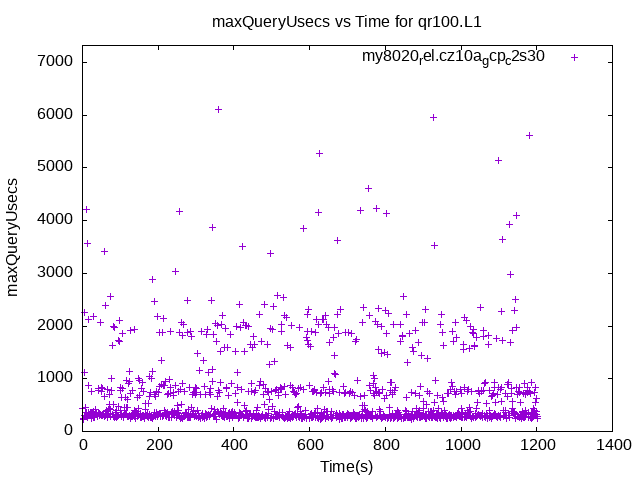 maxQueryUsecs vs Time for qr100.L1
my8020rel.cz10agcpc2s30
7000
6000
5000
4000
3000
2000
1000
0
maxQueryUsecs
0 200 400 600 800 1000 1200 1400
Time(s)